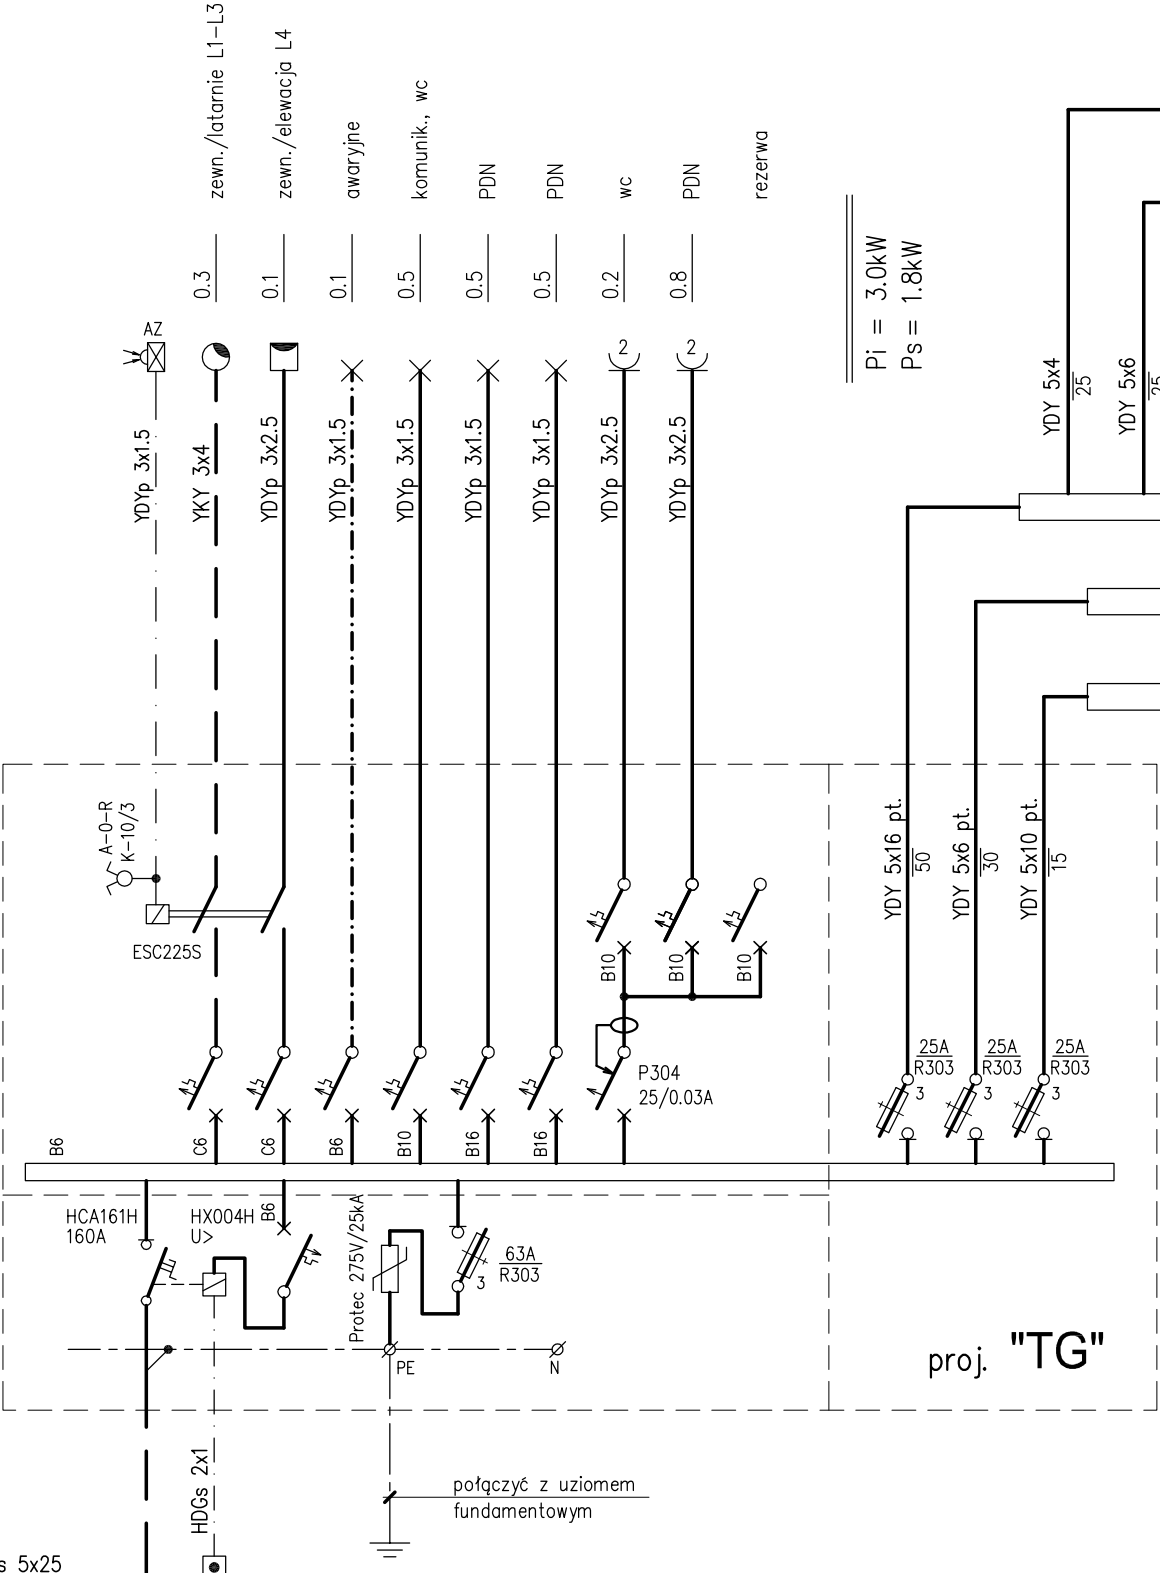 zewn./latarnie L1-L3
zewn./elewacja L4
awaryjne
komunik., wc
PDN
PDN
wc
PDN
rezerwa
0.3
0.1
0.1
0.5
0.5
0.5
0.2
0.8
Pi = 3.0kW
Ps = 1.8kW
AZ
2
2
YDYp 3x1.5
YKY 3x4
YDYp 3x2.5
YDYp 3x1.5
YDYp 3x1.5
YDYp 3x1.5
YDYp 3x1.5
YDYp 3x2.5
YDYp 3x2.5
YDY 5x4
25
YDY 5x6
25
A-0-R
K-10/3
ESC225S
YDY 5x16 pt.
50
YDY 5x6 pt.
30
YDY 5x10 pt.
15
B10
B10
B10
P304
25/0.03A
25A
R303
3
25A
R303
3
25A
R303
3
B6
C6
C6
B6
B10
B16
B16
HCA161H
160A
HX004H
U>
B6
Protec 275V/25kA
63A
R303
3
PE
N
proj. "TG"
HDGs 2x1
połączyć z uziomem
fundamentowym
s 5x25